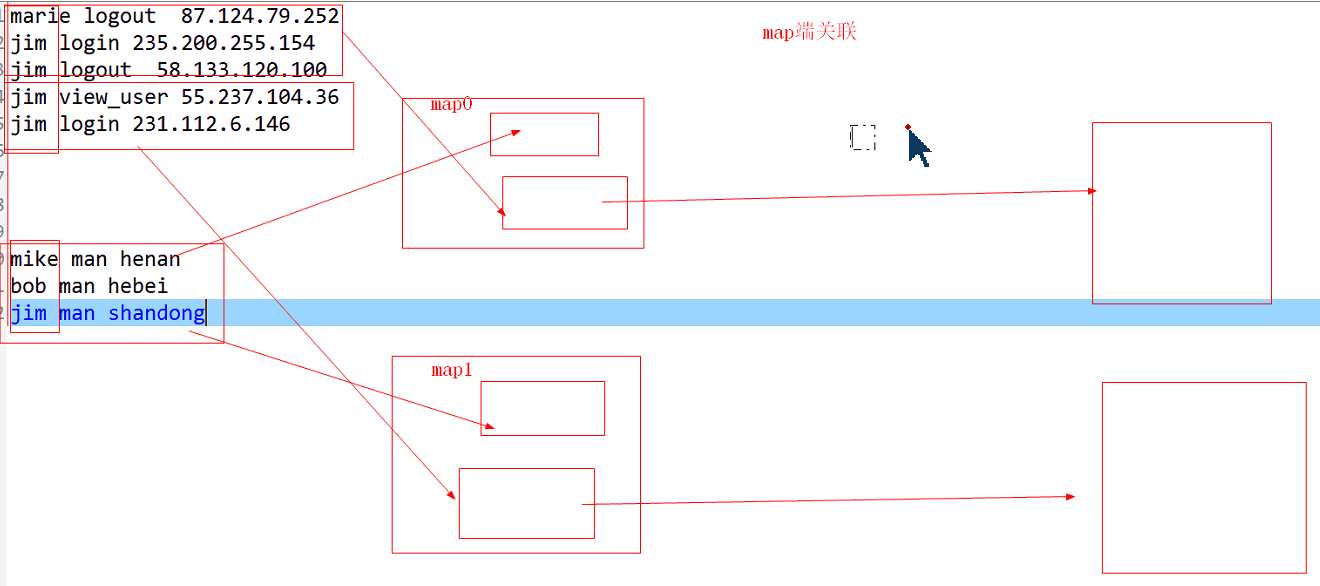 marie logout  87.124.79.252
jim login 235.200.255.154
jim logout  58.133.120.100
jim view_user 55.237.104.36
jim login 231.112.6.146
mike man henan
bob man hebei
jim man shandong
map端关联
map0
map1